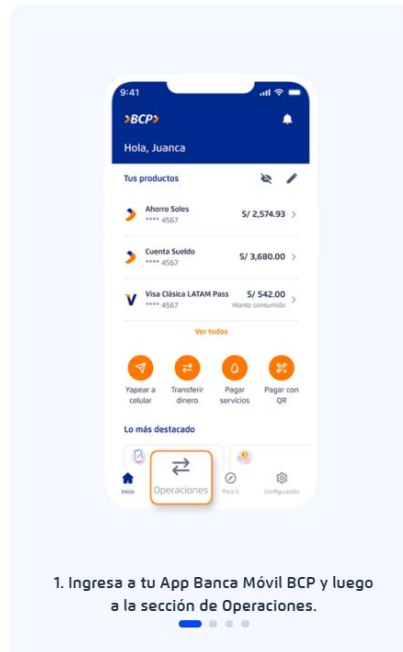 9:41
>BCP>
Hola, Juanca
Tus productos
Ahorro Soles
**** 4567
S/ 2,574.93 >
Cuenta Sueldo
**** 4567
S/ 3,680.00 >
Visa Clásica LATAM Pass
**** 4567
S/ 542.00 >
Monto consumido
Ver todos
Yapear a
celular
Transferir
dinero
Pagar
servicios
Pagar con
QR
Lo más destacado
Inicio
Operaciones
Para ti
Configuración
1. Ingresa a tu App Banca Móvil BCP y luego
a la sección de Operaciones.